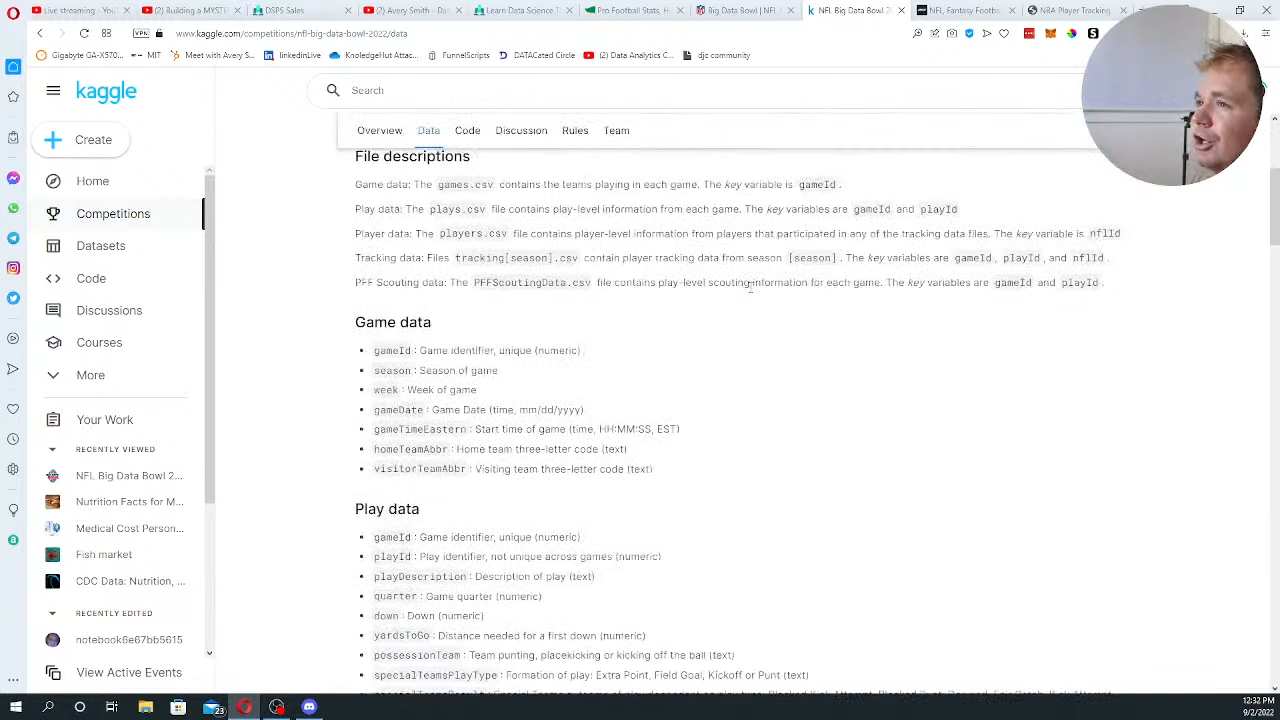 Live streaming
(2) Building a MYSTE
DSPS Sales
(2) Avery Smith - D
Learn Data Science T
Pro Football Stats, H
Big Data Bowl | NFL
NFL Big Data Bowl 20
NFL, Fantasy Footba
NBA Player Tracking
VPN
www.kaggle.com/competitions/nfl-big-data-bowl-2022/data
Gigabyte GA-X570...
MIT
Meet with Avery S...
linkedinLive
KnoledgeHut Attac...
FunnelScripts
DATACated Circle
(2) Data Analytics C...
djc community
kaggle
Search
Create
Overview
Data
Code
Discussion
Rules
Team
Home
Competitions
Datasets
Code
Discussions
Courses
More
Your Work
RECENTLY VIEWED
NFL Big Data Bowl 2...
Nutrition Facts for M...
Medical Cost Person...
Fish market
CDC Data: Nutrition, ...
RECENTLY EDITED
notebook6e67bb5615
View Active Events
File descriptions
Game data: The games.csv contains the teams playing in each game. The key variable is gameId.
Play data: The plays.csv file contains play-level information from each game. The key variables are gameId and playId
Player data: The players.csv file contains player-level information from players that participated in any of the tracking data files. The key variable is nflId
Tracking data: Files tracking[season].csv contain player tracking data from season [season]. The key variables are gameId, playId, and nflId.
PFF Scouting data: The PFFScoutingData.csv file contains play-level scouting information for each game. The key variables are gameId and playId.
Game data
gameId: Game identifier, unique (numeric)
season: Season of game
week: Week of game
gameDate: Game Date (time, mm/dd/yyyy)
gameTimeEastern: Start time of game (time, HH:MM:SS, EST)
homeTeamAbbr: Home team three-letter code (text)
visitorTeamAbbr: Visiting team three-letter code (text)
Play data
gameId: Game identifier, unique (numeric)
playId: Play identifier, not unique across games (numeric)
playDescription: Description of play (text)
quarter: Game quarter (numeric)
down: Down (numeric)
yardsToGo: Distance needed for a first down (numeric)
possessionTeam: Team punting, placekicking or kicking off the ball (text)
specialTeamsPlayType: Formation of play: Extra Point, Field Goal, Kickoff or Punt (text)
23
12:32 PM
9/2/2022